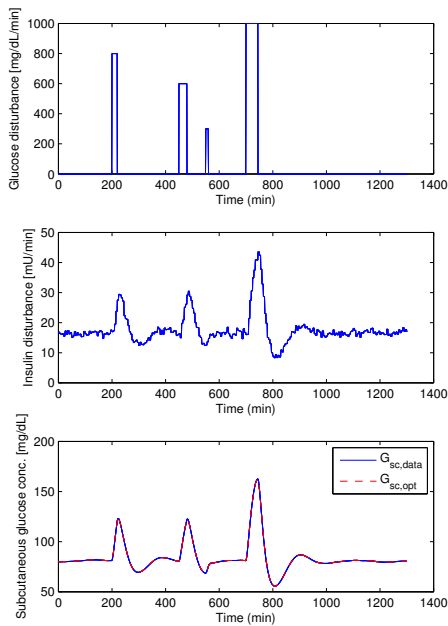 Glucose disturbance [mg/dL/min]
1000
800
600
400
200
0
0 200 400 600 800 1000 1200 1400
Time (min)
Insulin disturbance [mU/min]
50
40
30
20
10
0
0 200 400 600 800 1000 1200 1400
Time (min)
Subcutaneous glucose conc. [mg/dL]
200
150
100
50
G_sc,data
G_sc,opt
0 200 400 600 800 1000 1200 1400
Time (min)